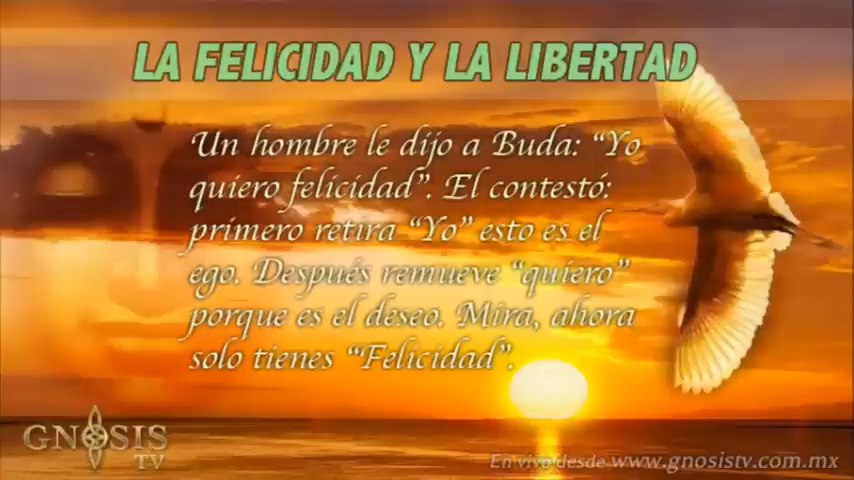 LA FELICIDAD Y LA LIBERTAD
Un hombre le dijo a Buda: “Yo
quiero felicidad”. El contestó:
primero retira “Yo” esto es el
ego. Después remueve “quiero”
porque es el deseo. Mira, ahora
solo tienes “Felicidad”.
GNOSIS
TV
En vivo desde www.gnosistv.com.mx